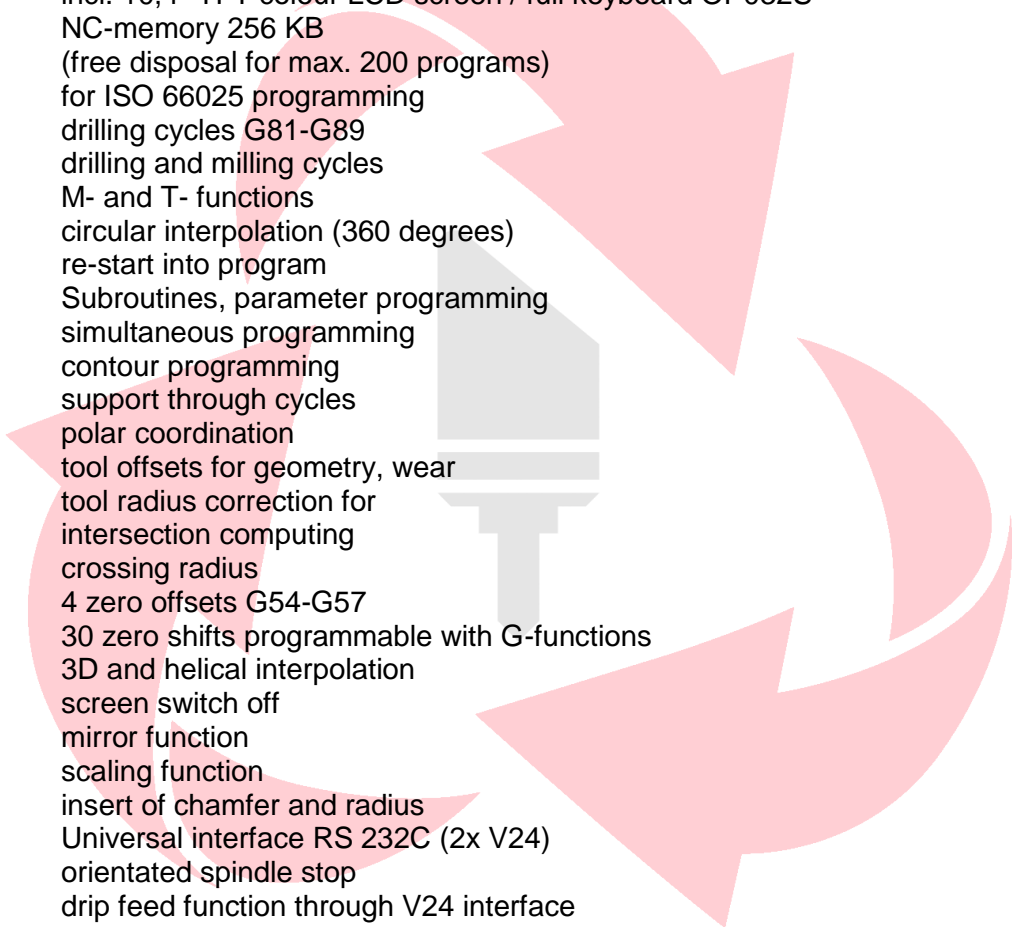 NC-memory 256 KB
(free disposal for max. 200 programs)
for ISO 66025 programming
drilling cycles G81-G89
drilling and milling cycles
M- and T- functions
circular interpolation (360 degrees)
re-start into program
Subroutines, parameter programming
simultaneous programming
contour programming
support through cycles
polar coordination
tool offsets for geometry, wear
tool radius correction for
intersection computing
crossing radius
4 zero offsets G54-G57
30 zero shifts programmable with G-functions
3D and helical interpolation
screen switch off
mirror function
scaling function
insert of chamfer and radius
Universal interface RS 232C (2x V24)
orientated spindle stop
drip feed function through V24 interface